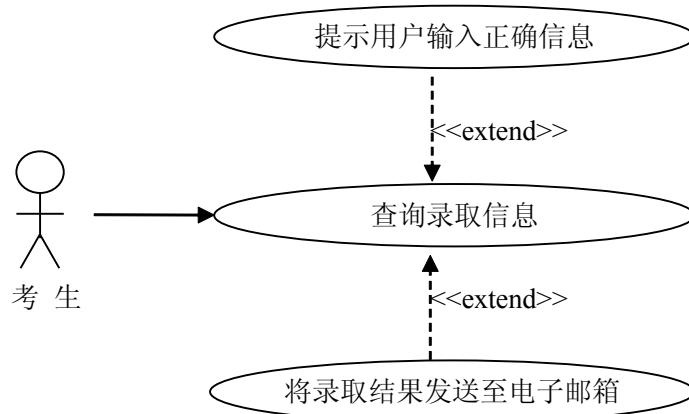 提示用户输入正确信息
<<extend>>
查询录取信息
考 生
<<extend>>
将录取结果发送至电子邮箱